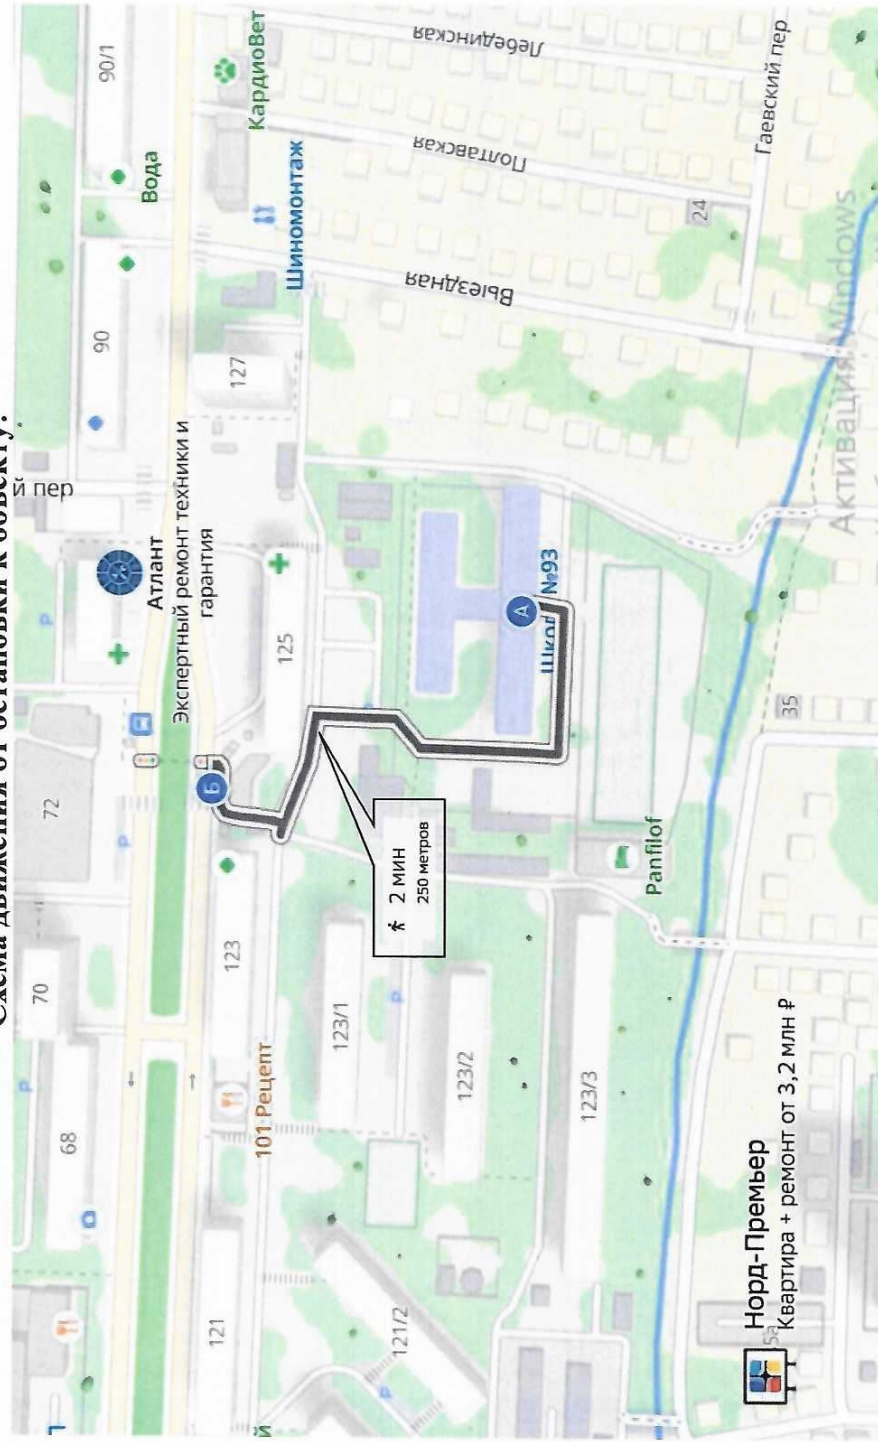 Схема движения от остановки к объекту:
Лебединская
Полтавская
Выездная
Гаевский пер
24
КардиоВет
Шиномонтаж
90/1
Вода
90
127
й пер
Атлант
Экспертный ремонт техники и
гарантия
125
А
Школ
№93
Б
72
2 мин
250 метров
35
Panfilof
70
123
101 Рецепт
123/1
123/2
123/3
68
121
121/2
й
5а
Норд-Премьер
Квартира + ремонт от 3,2 млн ₽
Активация Windows
P
P
P
P
P